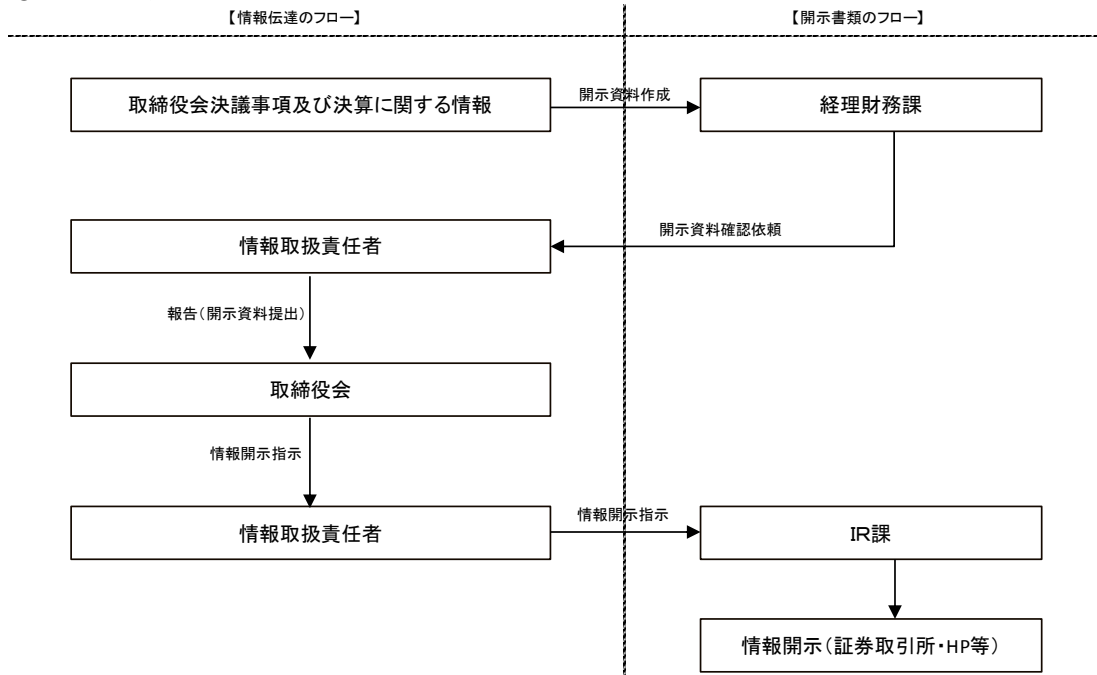 【情報伝達のフロー】
【開示書類のフロー】
取締役会決議事項及び決算に関する情報
開示資料作成
経理財務課
開示資料確認依頼
情報取扱責任者
報告(開示資料提出)
取締役会
情報開示指示
情報取扱責任者
情報開示指示
IR課
情報開示(証券取引所・HP等)